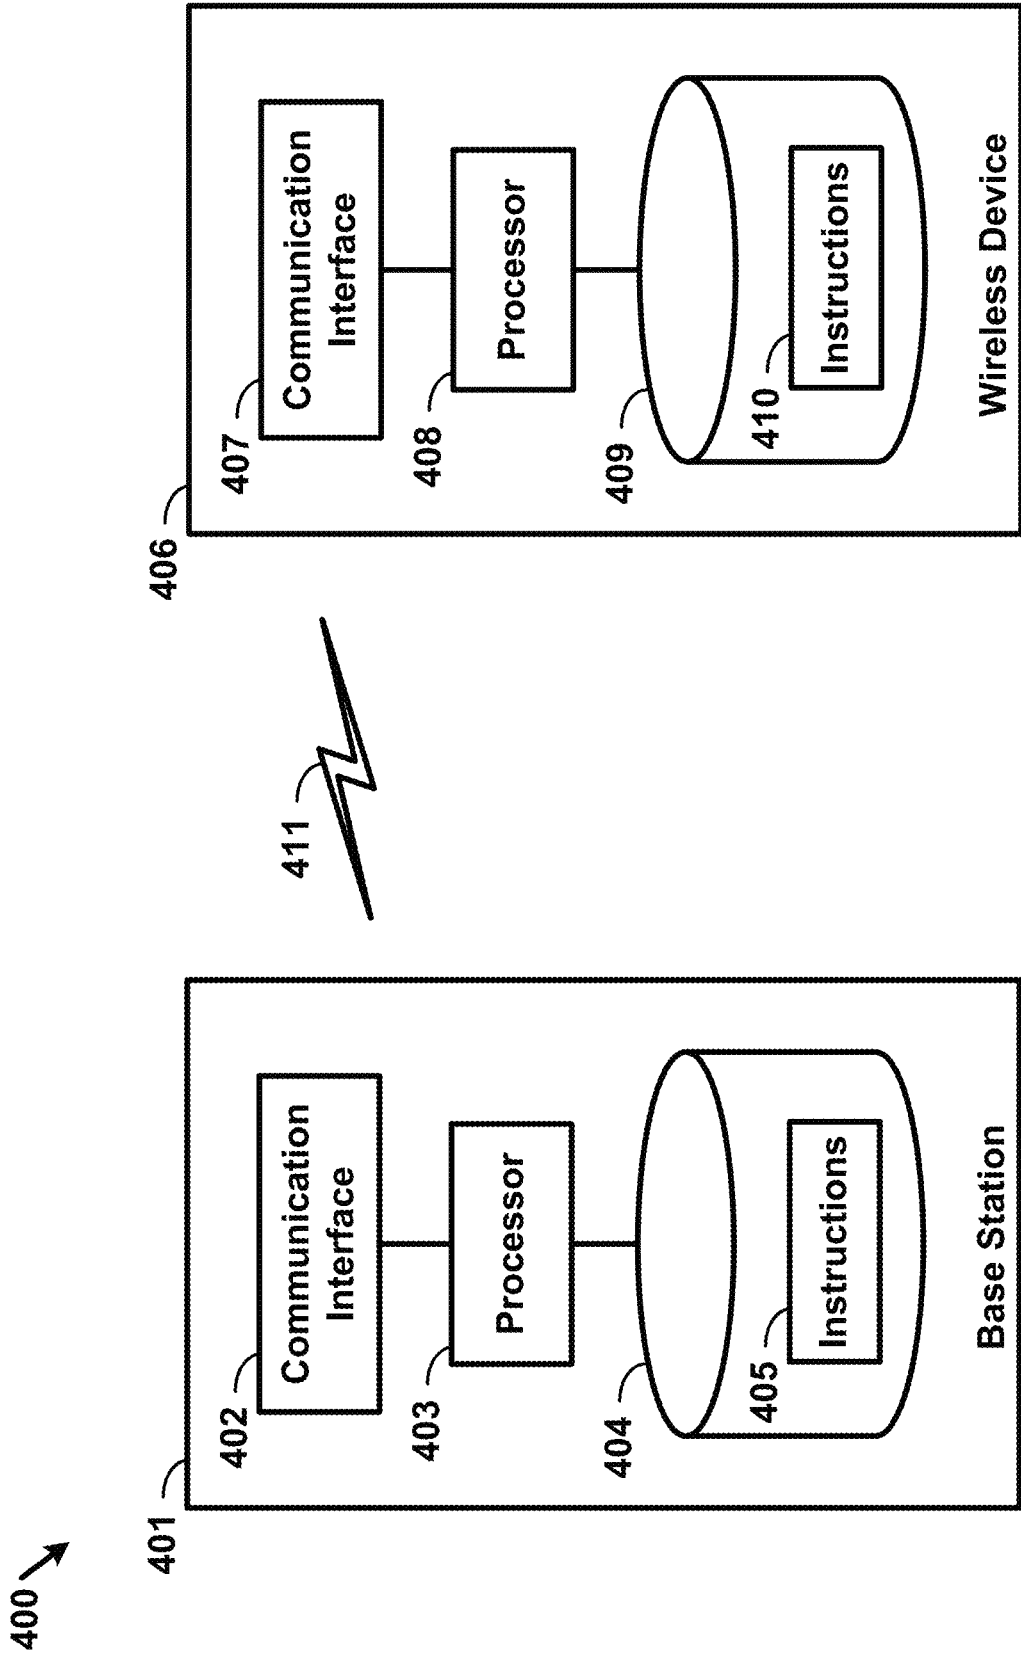 400
401
402
Communication
Interface
403
Processor
404
405
Instructions
Base Station
411
406
407
Communication
Interface
408
Processor
409
410
Instructions
Wireless Device